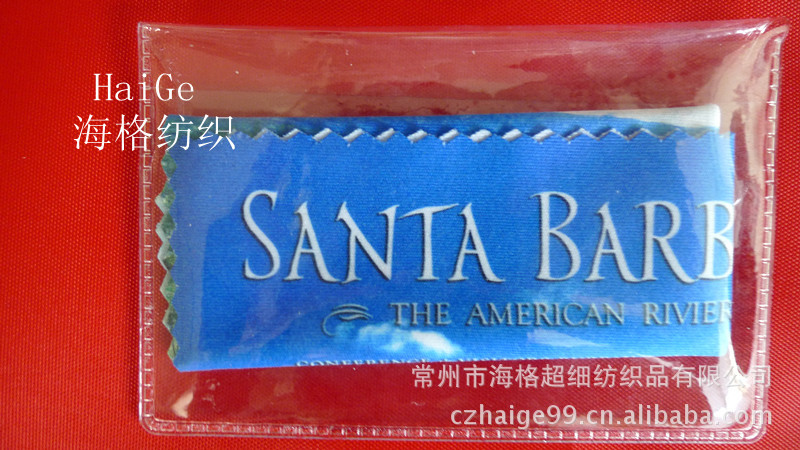 HaiGe
海格纺织
SANTA BARB
THE AMERICAN RIVIER
常州市海格超细纺织品有限公司
czhaige99.cn.alibaba.com